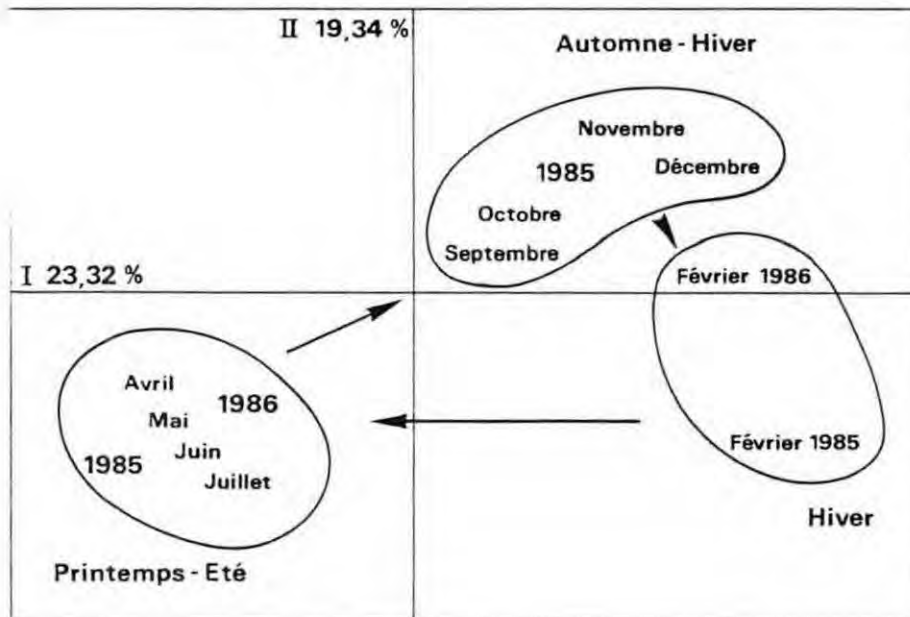 II 19,34 %
Automne - Hiver
Novembre
1985
Décembre
Octobre
Septembre
I 23,32 %
Février 1986
Avril
1986
Mai
1985
Juin
Juillet
Février 1985
Hiver
Printemps - Eté